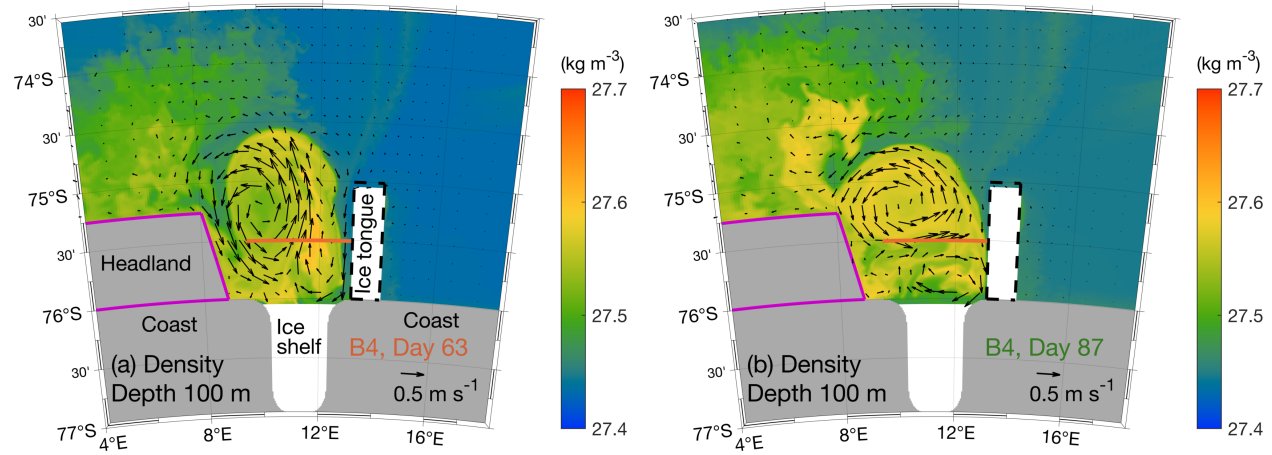 30'
74°S
30'
75°S
30'
76°S
30'
77°S
4°E
8°E
12°E
16°E
Headland
Coast
Ice
shelf
Ice tongue
Coast
B4, Day 63
(a) Density
Depth 100 m
0.5 m s⁻¹
(kg m⁻³)
27.7
27.6
27.5
27.4
30'
74°S
30'
75°S
30'
76°S
30'
77°S
4°E
8°E
12°E
16°E
B4, Day 87
(b) Density
Depth 100 m
0.5 m s⁻¹
(kg m⁻³)
27.7
27.6
27.5
27.4